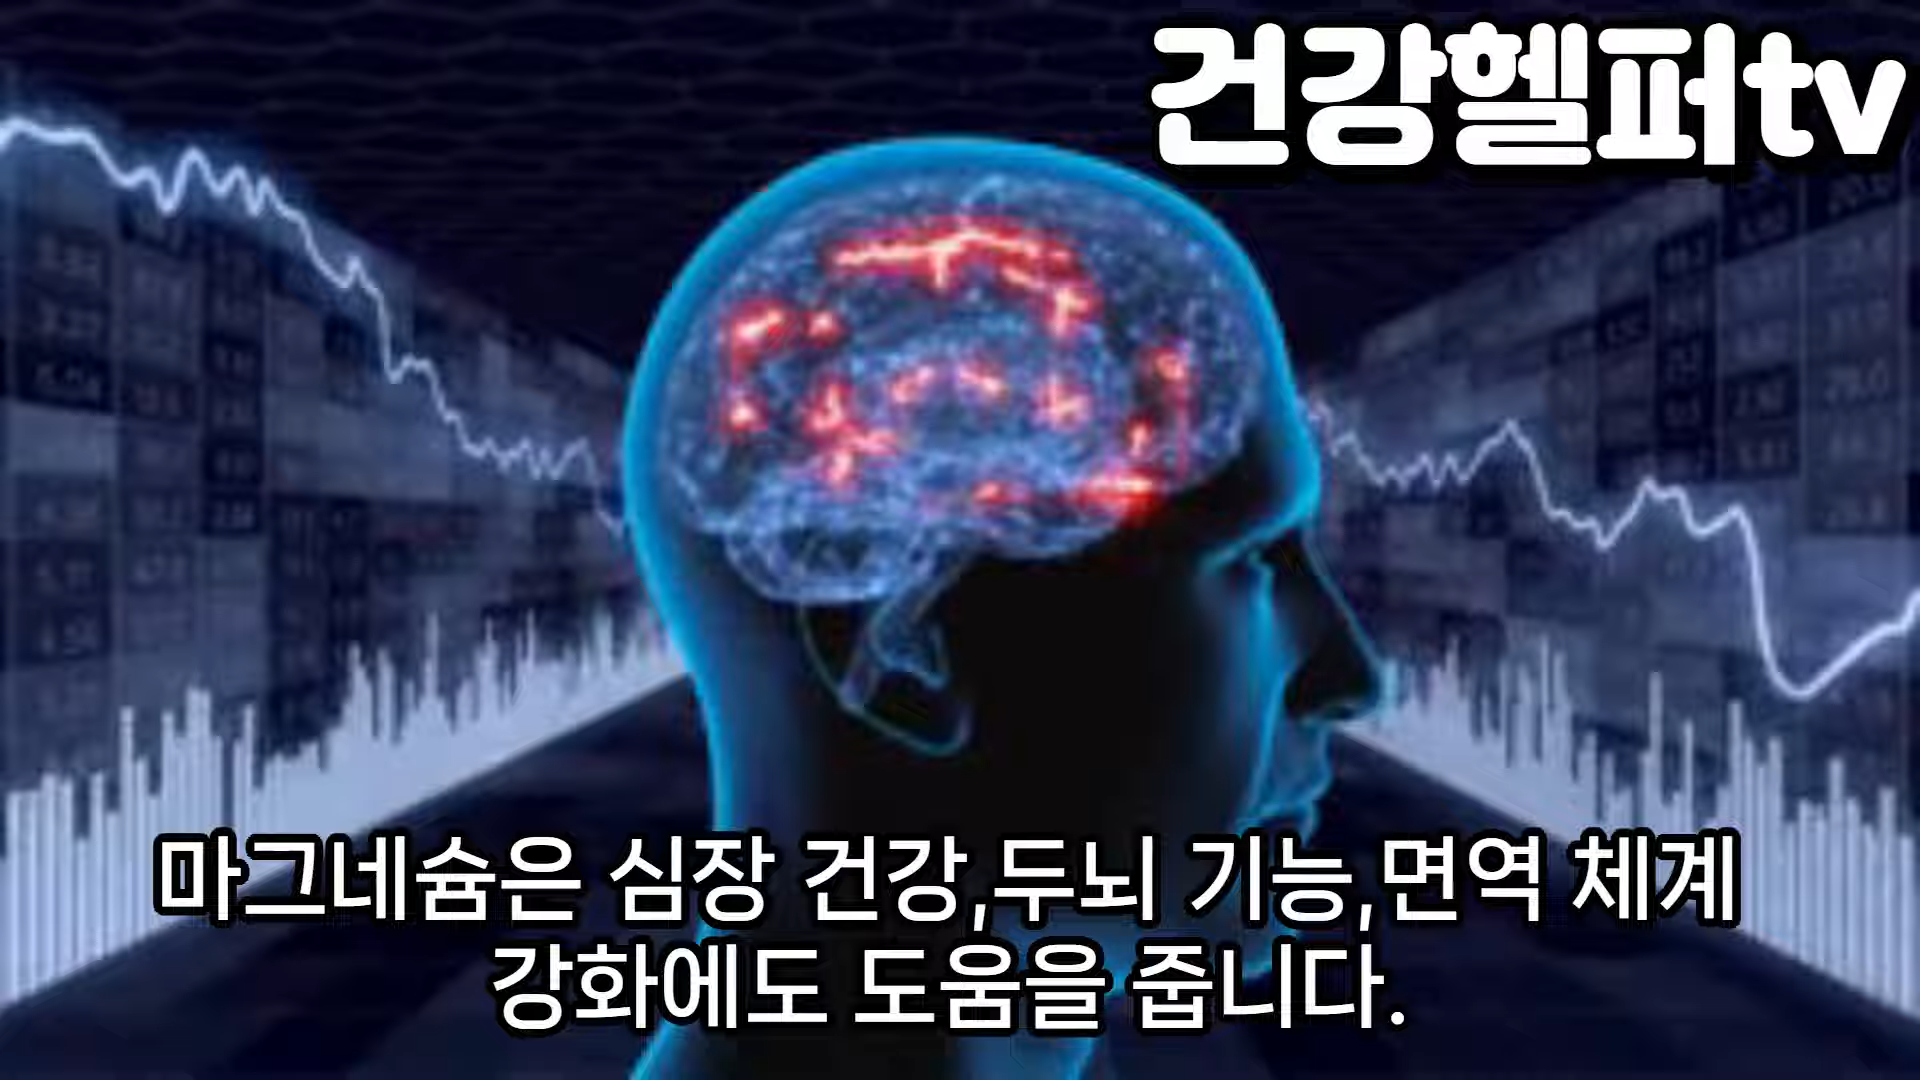 건강헬퍼tv
마그네슘은 심장 건강,두뇌 기능,면역 체계
강화에도 도움을 줍니다.